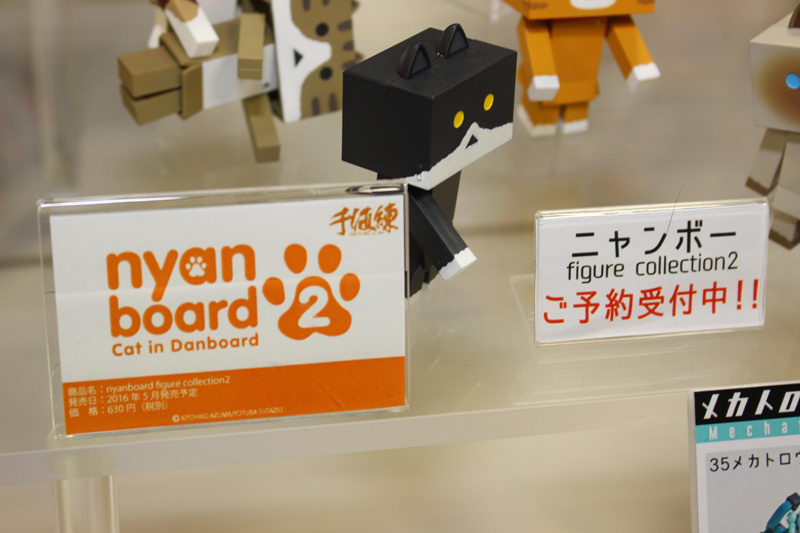 千値練
nyan
board
2
Cat in Danboard
商品名：nyanboard figure collection2
発売日：2016年5月発売予定
価　格：630円（税別）
© KIYOHIKO AZUMA/YOTUBA SUTAZIO
ニャンボー
figure collection2
ご予約受付中!!
メカトロ
Mecha
35メカトロウ